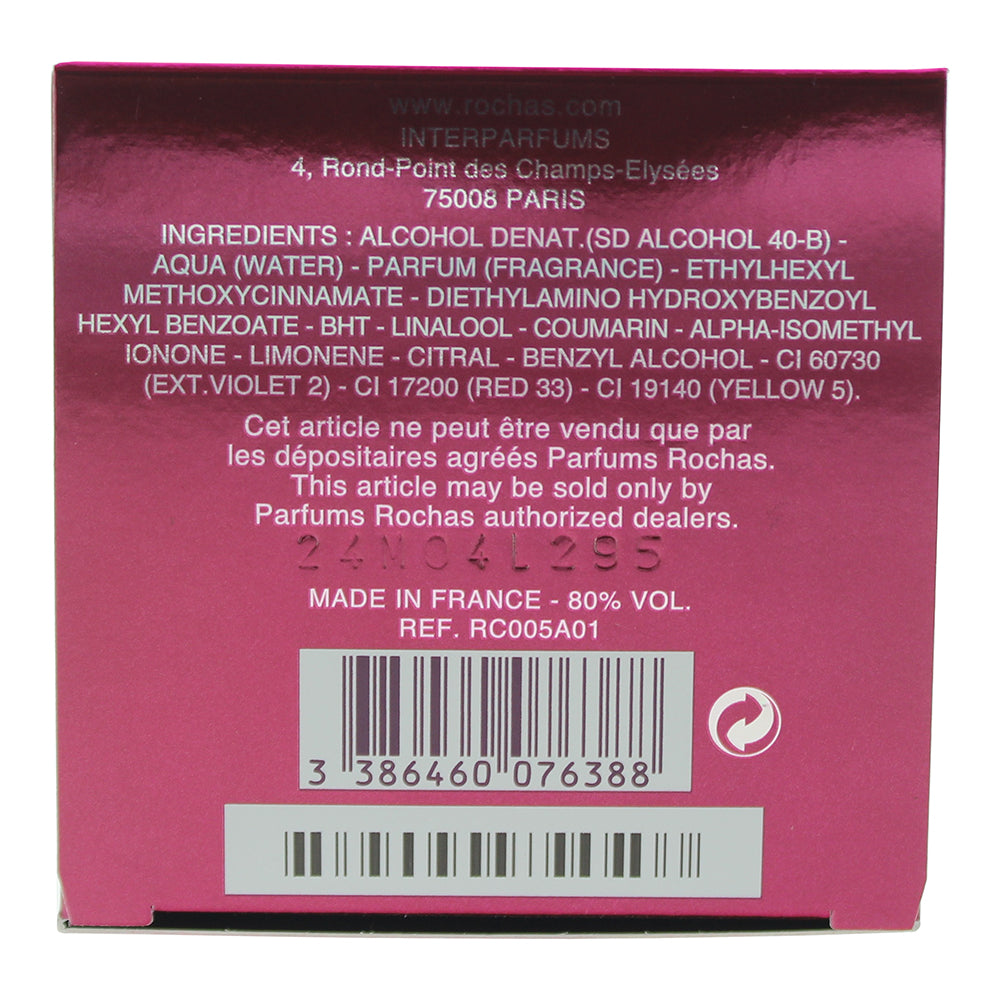 www.rochas.com
INTERPARFUMS
4, Rond-Point des Champs-Elysées
75008 PARIS
INGREDIENTS : ALCOHOL DENAT.(SD ALCOHOL 40-B) -
AQUA (WATER) - PARFUM (FRAGRANCE) - ETHYLHEXYL
METHOXYCINNAMATE - DIETHYLAMINO HYDROXYBENZOYL
HEXYL BENZOATE - BHT - LINALOOL - COUMARIN - ALPHA-ISOMETHYL
IONONE - LIMONENE - CITRAL - BENZYL ALCOHOL - CI 60730
(EXT.VIOLET 2) - CI 17200 (RED 33) - CI 19140 (YELLOW 5).
Cet article ne peut être vendu que par
les dépositaires agréés Parfums Rochas.
This article may be sold only by
Parfums Rochas authorized dealers.
24M04L295
MADE IN FRANCE - 80% VOL.
REF. RC005A01
3 386460 076388